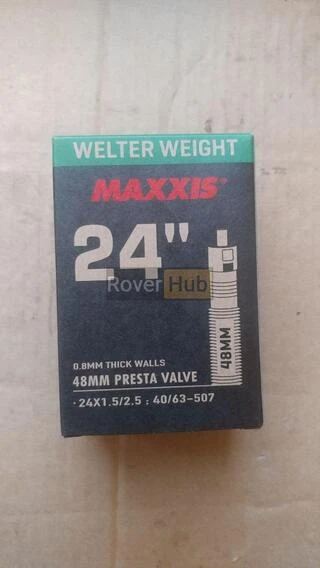 WELTER WEIGHT
MAXXIS®
24"
Rover Hub
48MM
0.8MM THICK WALLS
48MM PRESTA VALVE
·24X1.5/2.5 : 40/63-507